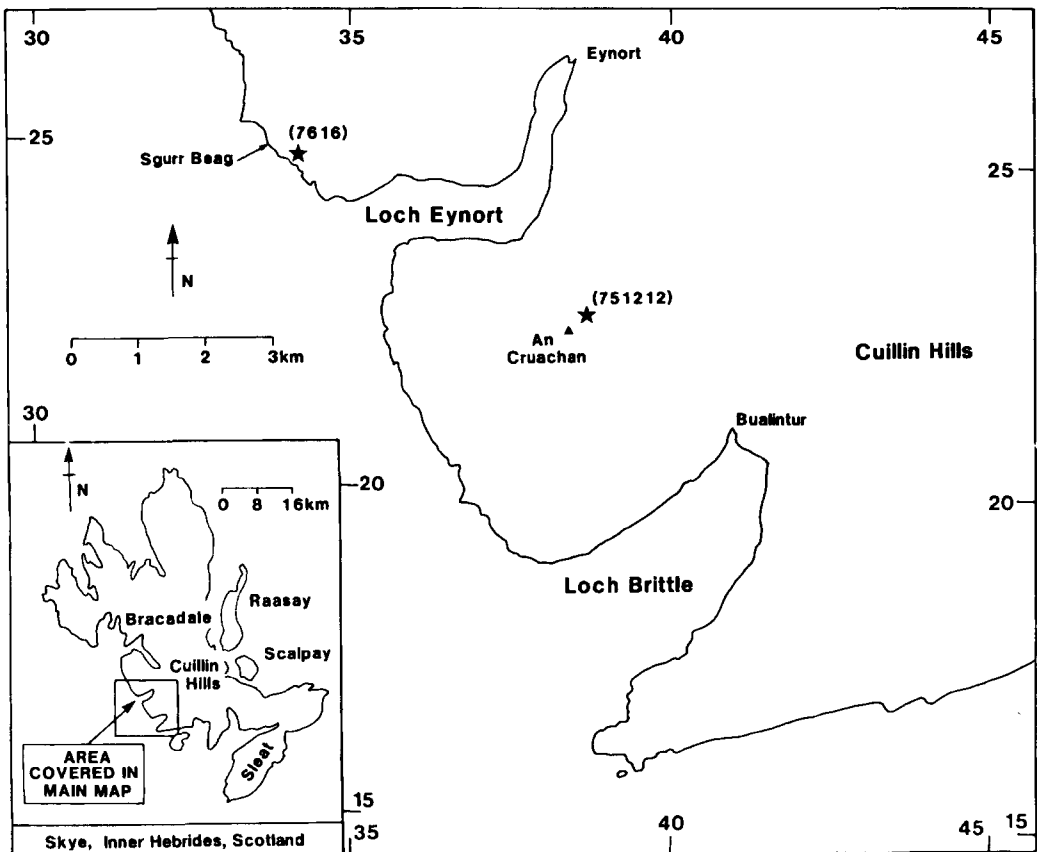 30
35
40
45
Eynort
25
(7616)
Sgurr Beag
25
Loch Eynort
N
(751212)
0 1 2 3km
An
Cruachan
Cuillin Hills
30
Bualintur
N
0 8 16km
20
20
Raasay
Bracadale
Loch Brittle
Scalpay
Cuillin
Hills
AREA
COVERED IN
MAIN MAP
Sleat
15
35
40
45
15
Skye, Inner Hebrides, Scotland